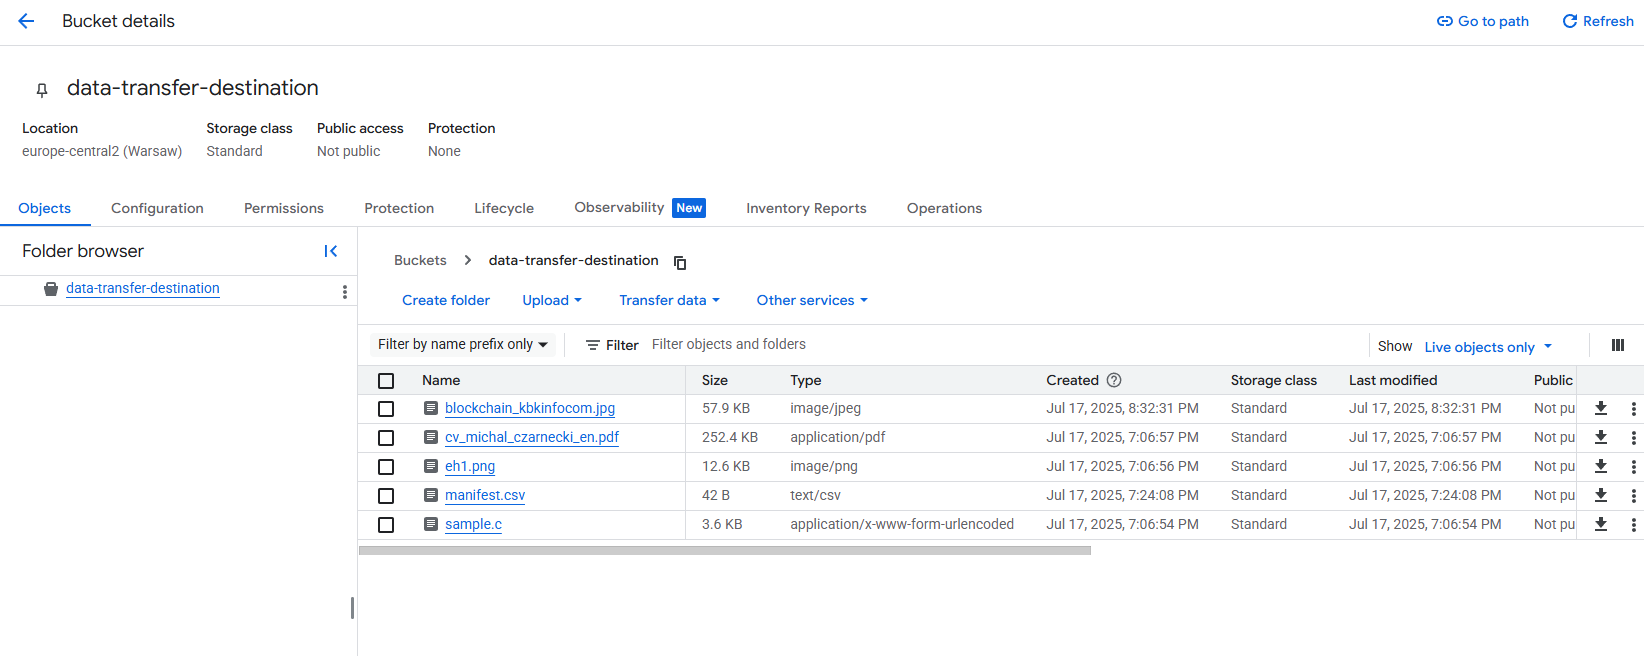 Bucket details Go to path Refresh
data-transfer-destination
Location Storage class Public access Protection
europe-central2 (Warsaw) Standard Not public None
Objects Configuration Permissions Protection Lifecycle Observability New Inventory Reports Operations
Folder browser
data-transfer-destination
Buckets > data-transfer-destination
Create folder Upload Transfer data Other services
Filter by name prefix only Filter Filter objects and folders Show Live objects only
Name Size Type Created Storage class Last modified Public
blockchain_kbkinfocom.jpg 57.9 KB image/jpeg Jul 17, 2025, 8:32:31 PM Standard Jul 17, 2025, 8:32:31 PM Not pu
cv_michal_czarnecki_en.pdf 252.4 KB application/pdf Jul 17, 2025, 7:06:57 PM Standard Jul 17, 2025, 7:06:57 PM Not pu
eh1.png 12.6 KB image/png Jul 17, 2025, 7:06:56 PM Standard Jul 17, 2025, 7:06:56 PM Not pu
manifest.csv 42 B text/csv Jul 17, 2025, 7:24:08 PM Standard Jul 17, 2025, 7:24:08 PM Not pu
sample.c 3.6 KB application/x-www-form-urlencoded Jul 17, 2025, 7:06:54 PM Standard Jul 17, 2025, 7:06:54 PM Not pu